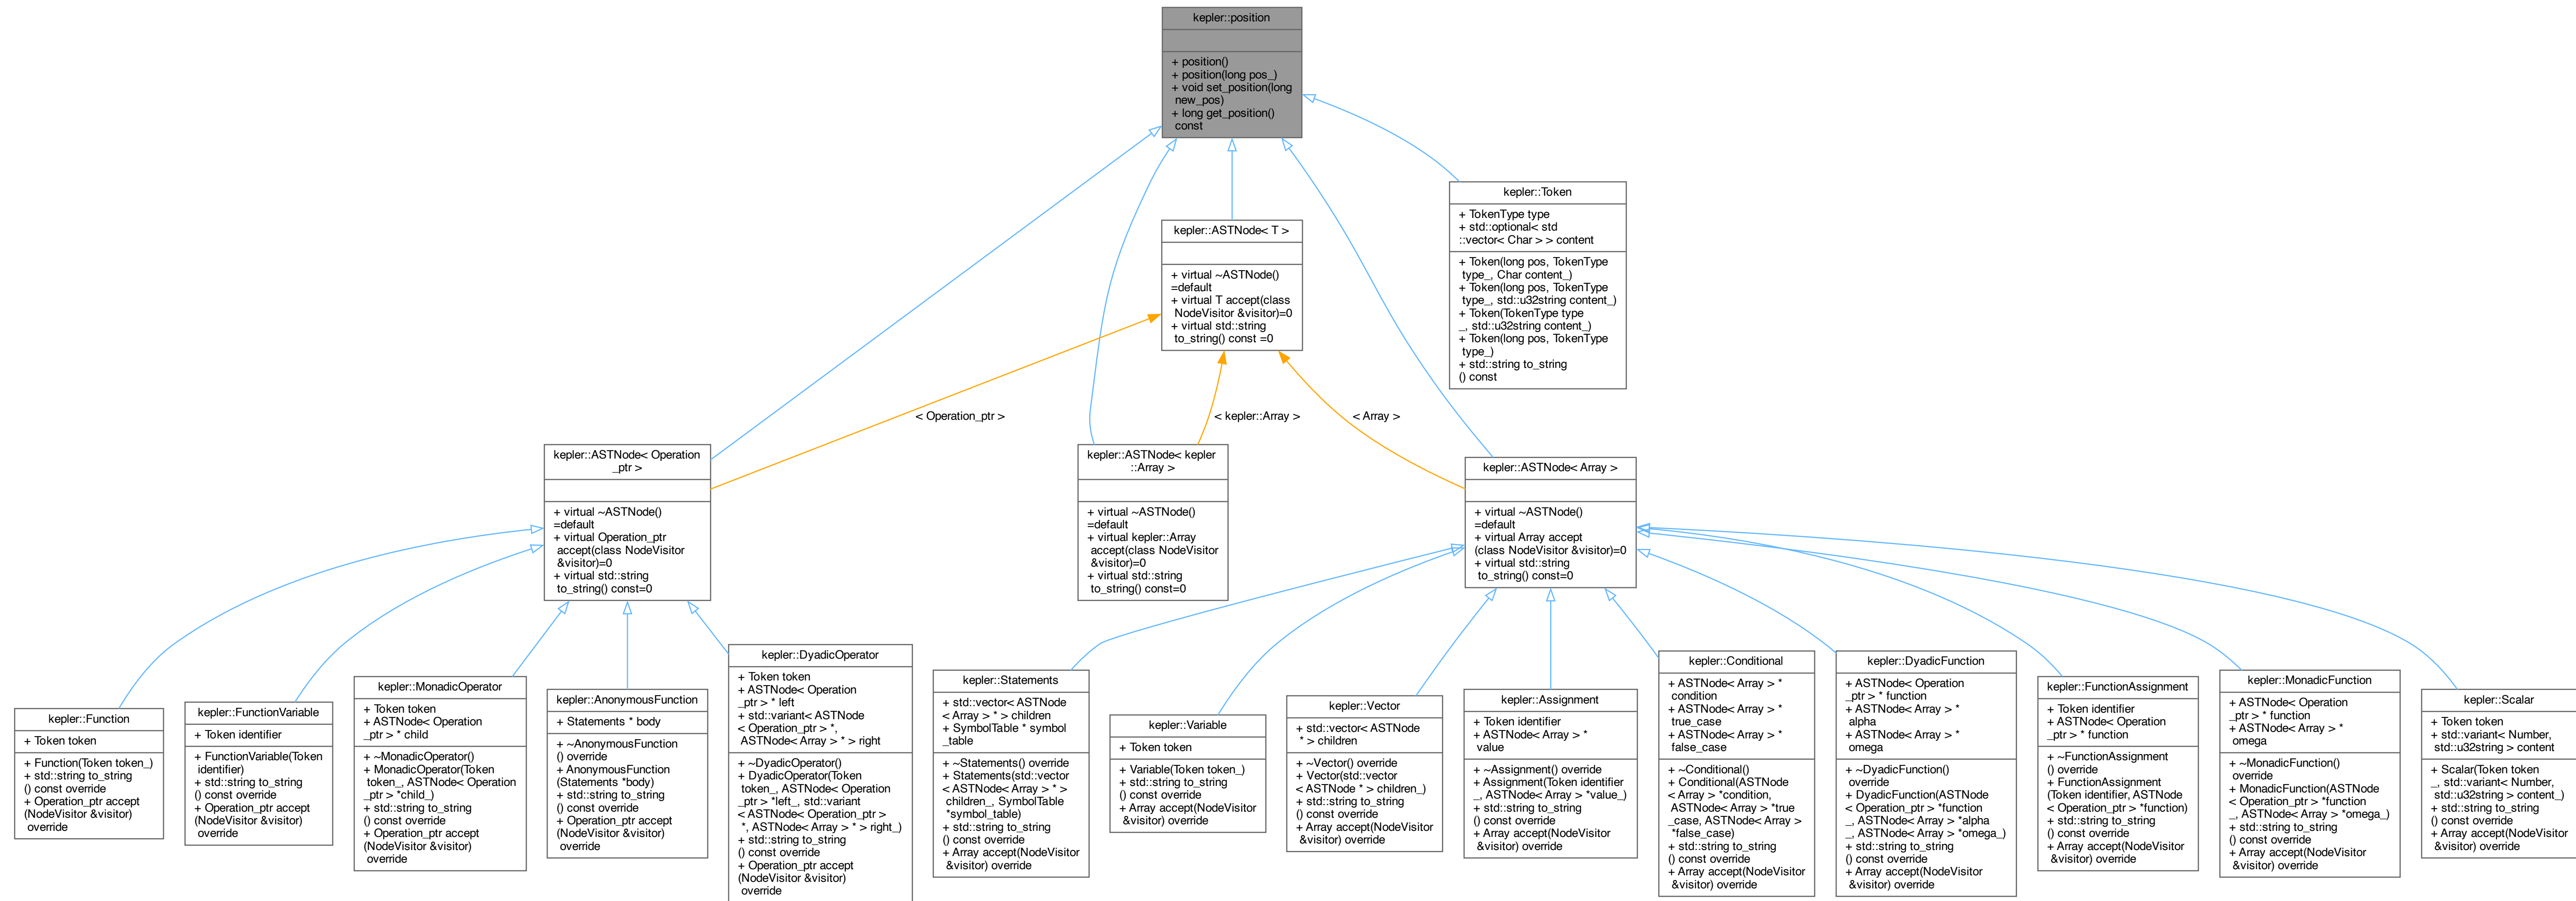 kepler::position
+ position()
+ position(long pos_)
+ void set_position(long
new_pos)
+ long get_position()
const
kepler::Token
+ TokenType type
+ std::optional< std
::vector< Char > > content
+ Token(long pos, TokenType
type_, Char content_)
+ Token(long pos, TokenType
type_, std::u32string content_)
+ Token(TokenType type
_, std::u32string content_)
+ Token(long pos, TokenType
type_)
+ std::string to_string
() const
kepler::ASTNode< T >
+ virtual ~ASTNode()
=default
+ virtual T accept(class
NodeVisitor &visitor)=0
+ virtual std::string
to_string() const =0
< Operation_ptr >
< kepler::Array >
< Array >
kepler::ASTNode< Operation
_ptr >
+ virtual ~ASTNode()
=default
+ virtual Operation_ptr
accept(class NodeVisitor
&visitor)=0
+ virtual std::string
to_string() const=0
kepler::ASTNode< kepler
::Array >
+ virtual ~ASTNode()
=default
+ virtual kepler::Array
accept(class NodeVisitor
&visitor)=0
+ virtual std::string
to_string() const=0
kepler::ASTNode< Array >
+ virtual ~ASTNode()
=default
+ virtual Array accept
(class NodeVisitor &visitor)=0
+ virtual std::string
to_string() const=0
kepler::Function
+ Token token
+ Function(Token token_)
+ std::string to_string
() const override
+ Operation_ptr accept
(NodeVisitor &visitor)
override
kepler::FunctionVariable
+ Token identifier
+ FunctionVariable(Token
identifier)
+ std::string to_string
() const override
+ Operation_ptr accept
(NodeVisitor &visitor)
override
kepler::MonadicOperator
+ Token token
+ ASTNode< Operation
_ptr > * child
+ ~MonadicOperator()
+ MonadicOperator(Token
token_, ASTNode< Operation
_ptr > *child_)
+ std::string to_string
() const override
+ Operation_ptr accept
(NodeVisitor &visitor)
override
kepler::AnonymousFunction
+ Statements * body
+ ~AnonymousFunction
() override
+ AnonymousFunction
(Statements *body)
+ std::string to_string
() const override
+ Operation_ptr accept
(NodeVisitor &visitor)
override
kepler::DyadicOperator
+ Token token
+ ASTNode< Operation
_ptr > * left
+ std::variant< ASTNode
< Operation_ptr > *,
ASTNode< Array > * > right
+ ~DyadicOperator()
+ DyadicOperator(Token
token_, ASTNode< Operation
_ptr > *left_, std::variant
< ASTNode< Operation_ptr >
*, ASTNode< Array > * > right_)
+ std::string to_string
() const override
+ Operation_ptr accept
(NodeVisitor &visitor)
override
kepler::Statements
+ std::vector< ASTNode
< Array > * > children
+ SymbolTable * symbol
_table
+ ~Statements() override
+ Statements(std::vector
< ASTNode< Array > * >
children_, SymbolTable
*symbol_table)
+ std::string to_string
() const override
+ Array accept(NodeVisitor
&visitor) override
kepler::Variable
+ Token token
+ Variable(Token token_)
+ std::string to_string
() const override
+ Array accept(NodeVisitor
&visitor) override
kepler::Vector
+ std::vector< ASTNode
* > children
+ ~Vector() override
+ Vector(std::vector
< ASTNode * > children_)
+ std::string to_string
() const override
+ Array accept(NodeVisitor
&visitor) override
kepler::Assignment
+ Token identifier
+ ASTNode< Array > *
value
+ ~Assignment() override
+ Assignment(Token identifier
_, ASTNode< Array > *value_)
+ std::string to_string
() const override
+ Array accept(NodeVisitor
&visitor) override
kepler::Conditional
+ ASTNode< Array > *
condition
+ ASTNode< Array > *
true_case
+ ASTNode< Array > *
false_case
+ ~Conditional()
+ Conditional(ASTNode
< Array > *condition,
ASTNode< Array > *true
_case, ASTNode< Array >
*false_case)
+ std::string to_string
() const override
+ Array accept(NodeVisitor
&visitor) override
kepler::DyadicFunction
+ ASTNode< Operation
_ptr > * function
+ ASTNode< Array > *
alpha
+ ASTNode< Array > *
omega
+ ~DyadicFunction()
override
+ DyadicFunction(ASTNode
< Operation_ptr > *function
_, ASTNode< Array > *alpha
_, ASTNode< Array > *omega_)
+ std::string to_string
() const override
+ Array accept(NodeVisitor
&visitor) override
kepler::FunctionAssignment
+ Token identifier
+ ASTNode< Operation
_ptr > * function
+ ~FunctionAssignment
() override
+ FunctionAssignment
(Token identifier, ASTNode
< Operation_ptr > *function)
+ std::string to_string
() const override
+ Array accept(NodeVisitor
&visitor) override
kepler::MonadicFunction
+ ASTNode< Operation
_ptr > * function
+ ASTNode< Array > *
omega
+ ~MonadicFunction()
override
+ MonadicFunction(ASTNode
< Operation_ptr > *function
_, ASTNode< Array > *omega_)
+ std::string to_string
() const override
+ Array accept(NodeVisitor
&visitor) override
kepler::Scalar
+ Token token
+ std::variant< Number,
std::u32string > content
+ Scalar(Token token
_, std::variant< Number,
std::u32string > content_)
+ std::string to_string
() const override
+ Array accept(NodeVisitor
&visitor) override